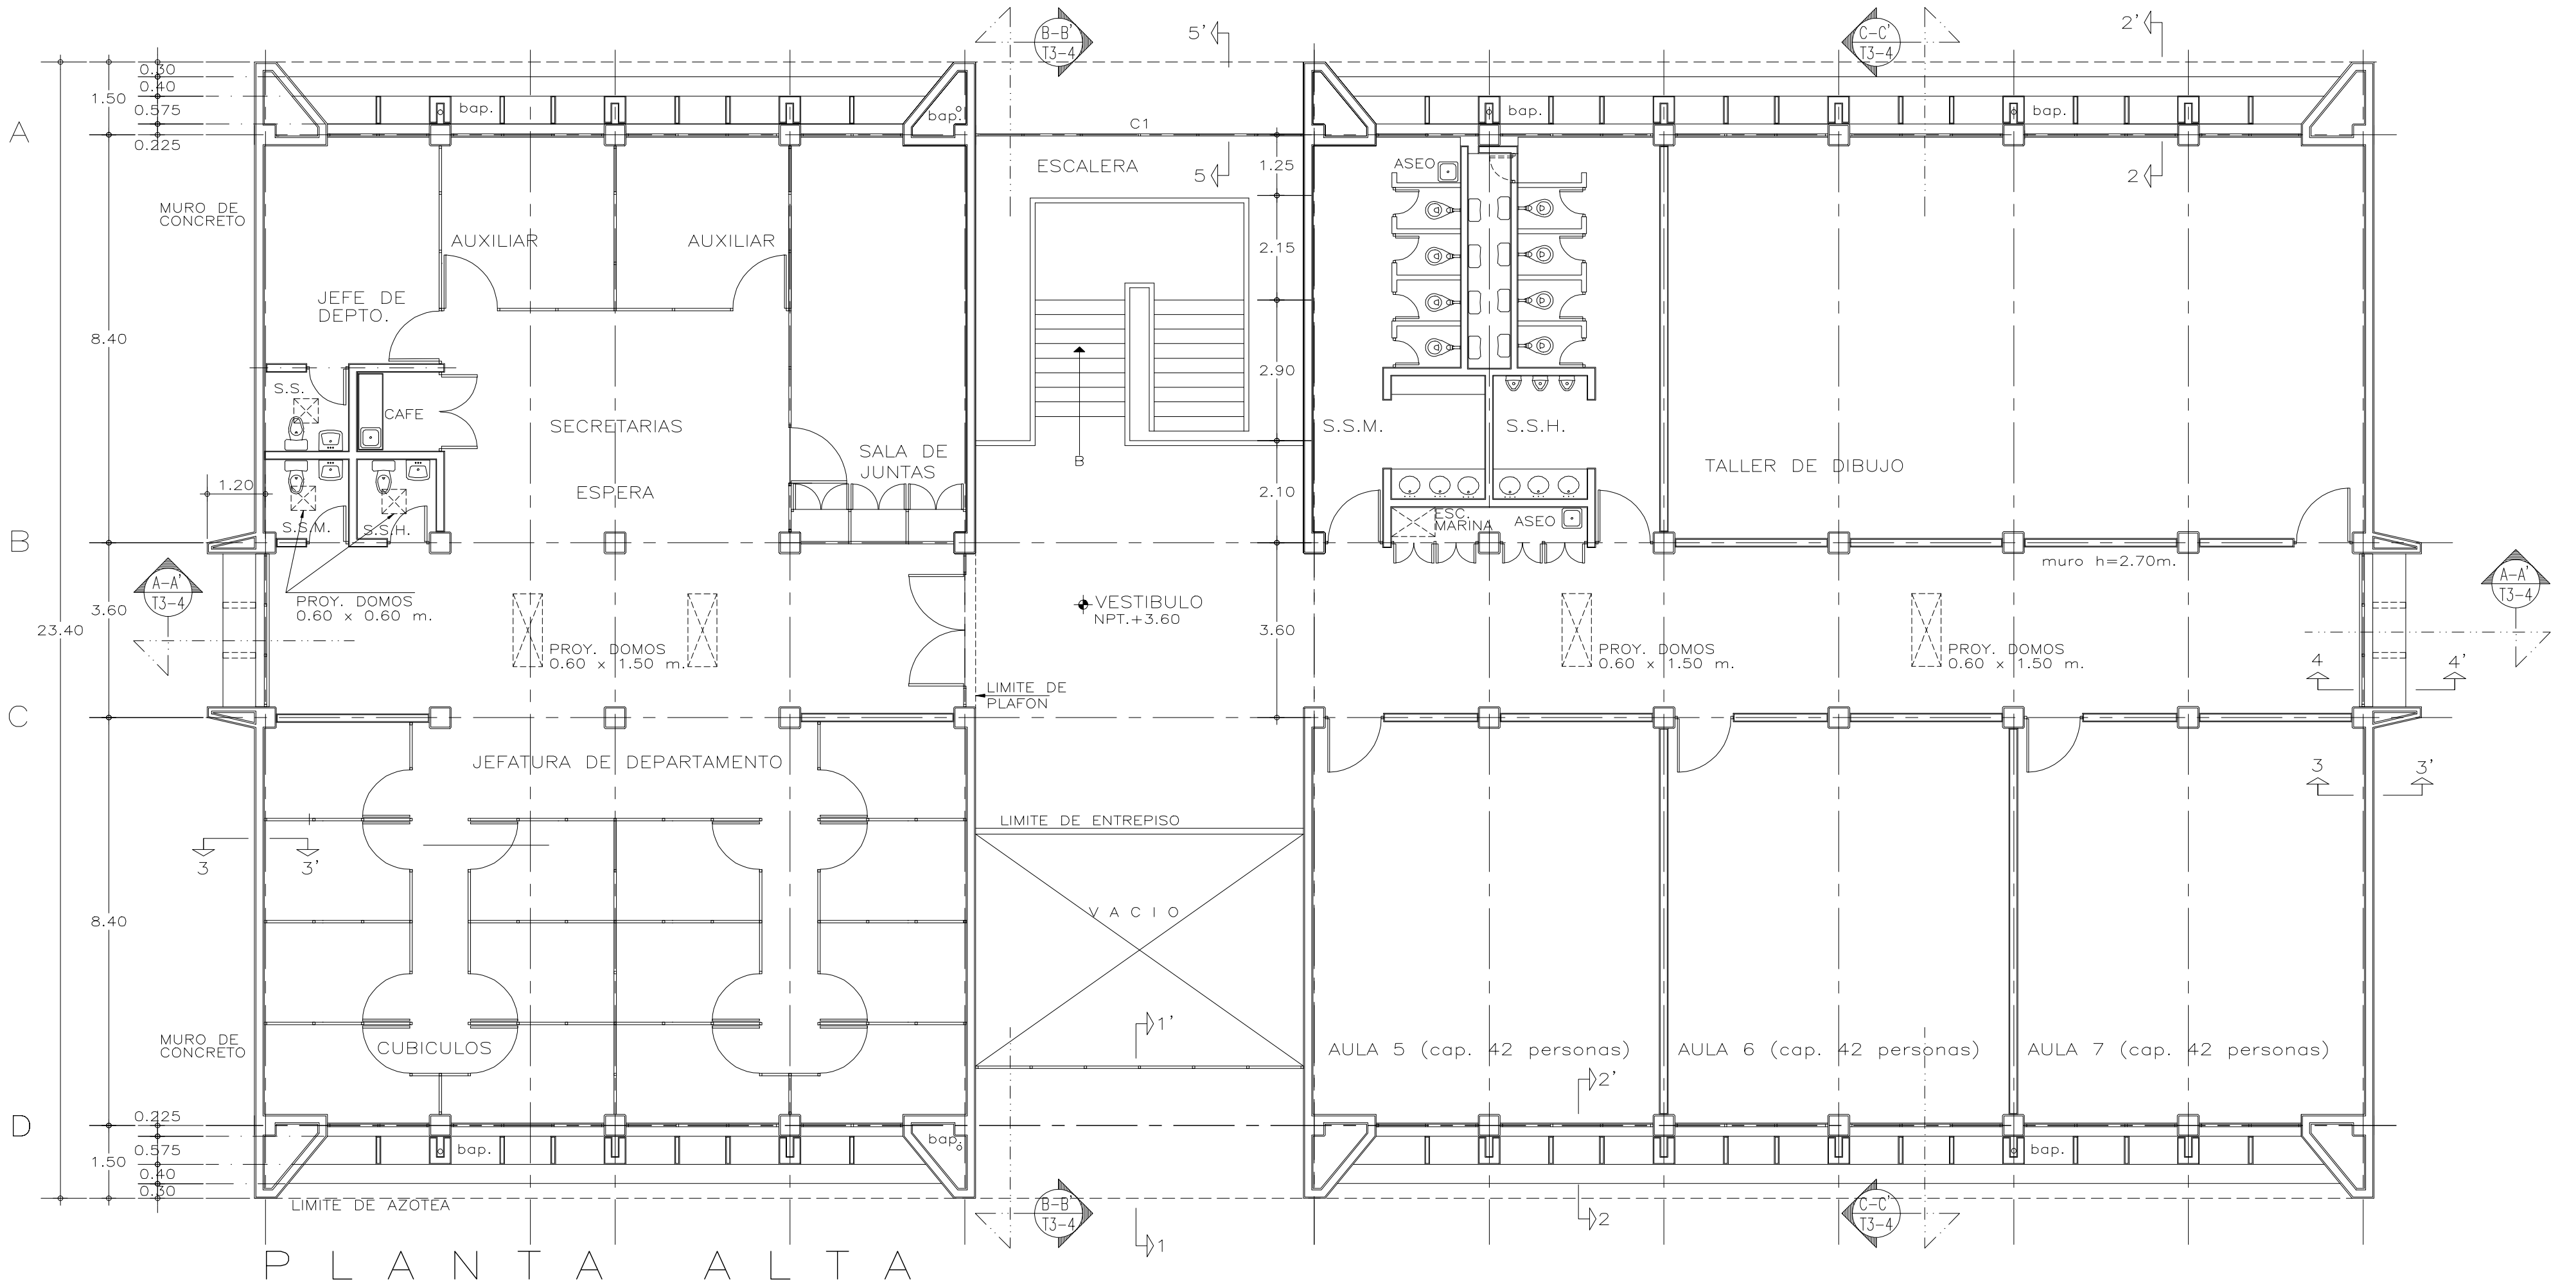 B-B'
T3-4
5'
C-C'
T3-4
2'
0.30
0.40
1.50
0.575
0.225
bap.
bap.
bap.
bap.
A
C1
ESCALERA
1.25
5
ASEO
2
MURO DE
CONCRETO
AUXILIAR
AUXILIAR
2.15
JEFE DE
DEPTO.
8.40
2.90
S.S.
CAFE
SECRETARIAS
SALA DE
JUNTAS
B
S.S.M.
S.S.H.
TALLER DE DIBUJO
1.20
ESPERA
2.10
S.S.M.
S.S.H.
ESC.
MARINA
ASEO
B
muro h=2.70m.
A-A'
T3-4
A-A'
T3-4
PROY. DOMOS
0.60 x 0.60 m.
VESTIBULO
NPT.+3.60
3.60
23.40
3.60
PROY. DOMOS
0.60 x 1.50 m.
PROY. DOMOS
0.60 x 1.50 m.
PROY. DOMOS
0.60 x 1.50 m.
4
4'
LIMITE DE
PLAFON
C
JEFATURA DE DEPARTAMENTO
3
3'
LIMITE DE ENTREPISO
3
3'
8.40
V A C I O
1'
MURO DE
CONCRETO
CUBICULOS
AULA 5 (cap. 42 personas)
AULA 6 (cap. 42 personas)
AULA 7 (cap. 42 personas)
2'
D
0.225
0.575
1.50
0.40
0.30
bap.
bap.
bap.
LIMITE DE AZOTEA
B-B'
T3-4
1
2
C-C'
T3-4
PLANTA ALTA